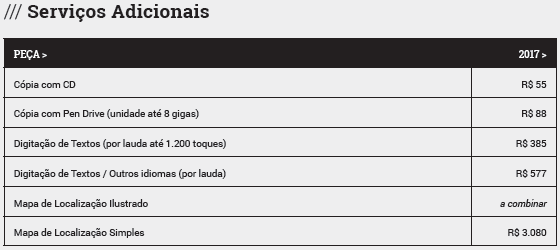 /// Serviços Adicionais
PEÇA > 2017 >
Cópia com CD R$ 55
Cópia com Pen Drive (unidade até 8 gigas) R$ 88
Digitação de Textos (por lauda até 1.200 toques) R$ 385
Digitação de Textos / Outros idiomas (por lauda) R$ 577
Mapa de Localização Ilustrado a combinar
Mapa de Localização Simples R$ 3.080